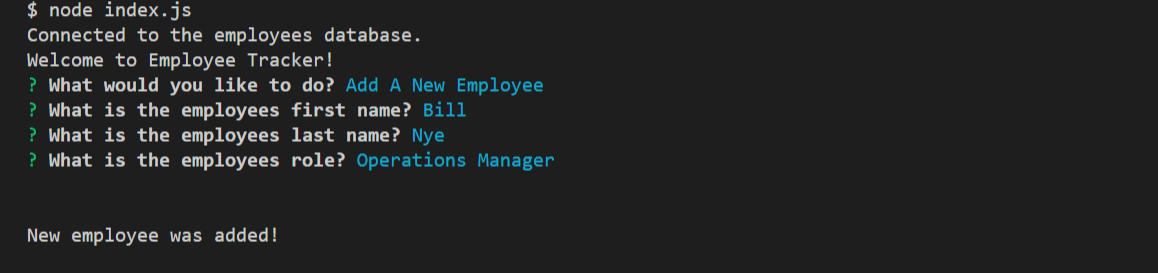 $ node index.js
Connected to the employees database.
Welcome to Employee Tracker!
? What would you like to do? Add A New Employee
? What is the employees first name? Bill
? What is the employees last name? Nye
? What is the employees role? Operations Manager
New employee was added!